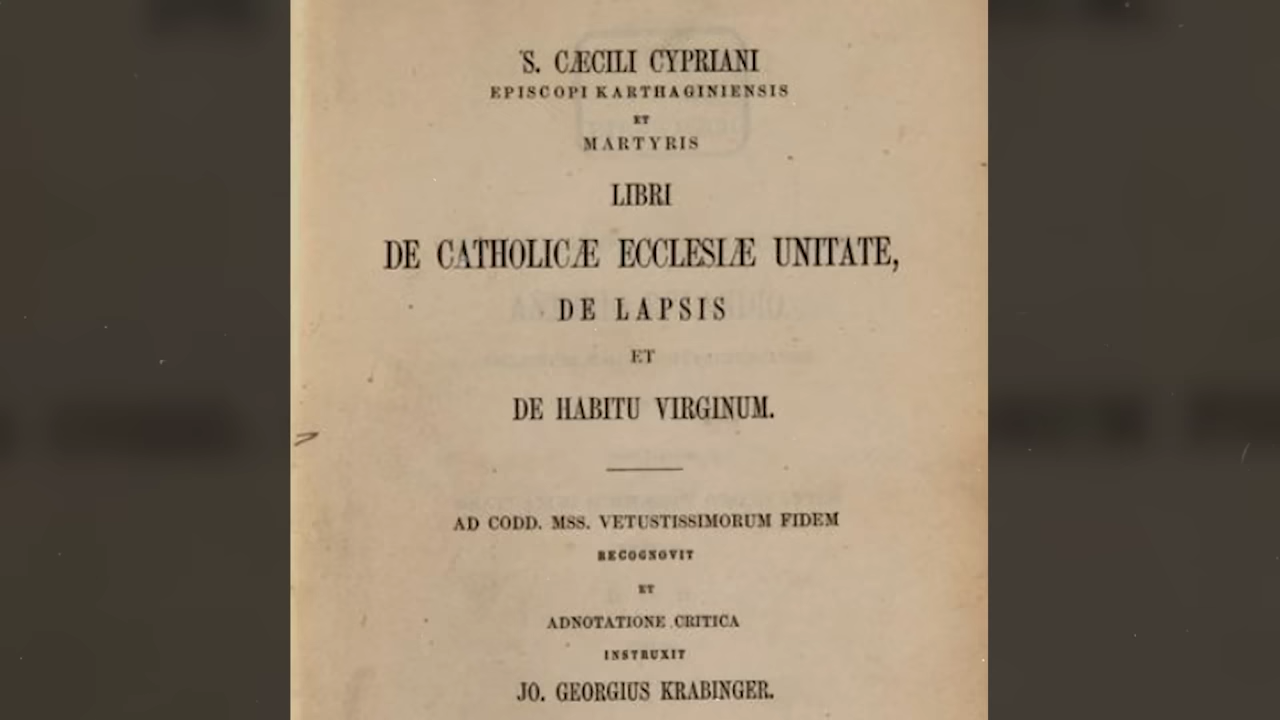 S. CÆCILI CYPRIANI
EPISCOPI KARTHAGINIENSIS
ET
MARTYRIS
LIBRI
DE CATHOLICÆ ECCLESIÆ UNITATE,
DE LAPSIS
ET
DE HABITU VIRGINUM.
AD CODD. MSS. VETUSTISSIMORUM FIDEM
RECOGNOVIT
ET
ADNOTATIONE CRITICA
INSTRUXIT
JO. GEORGIUS KRABINGER.